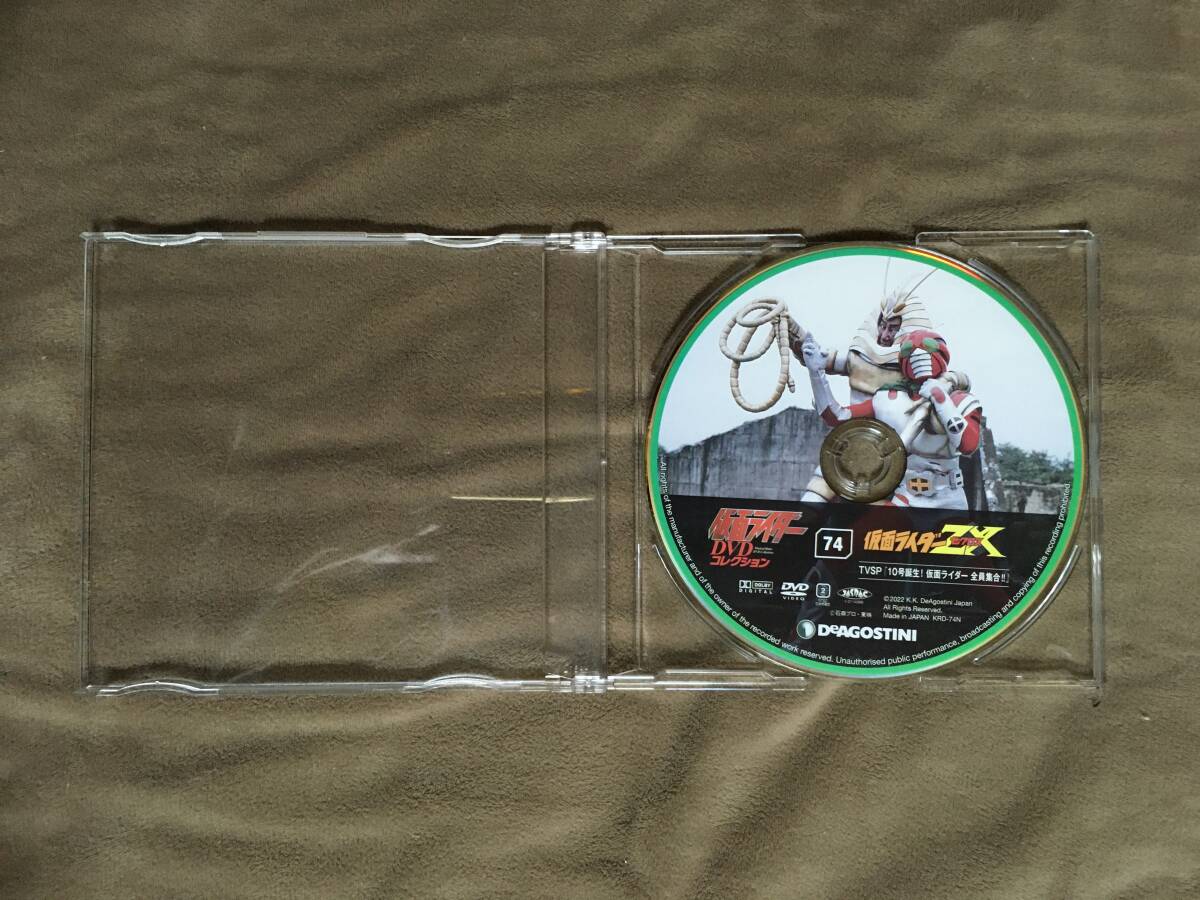 仮面ライダー
DVD
コレクション
74
仮面ライダーZX
TVSP「10号誕生! 仮面ライダー 全員集合!!」
DOLBY
DIGITAL
DVD
VIDEO
2
©石森プロ・東映
©2022 K.K. DeAgostini Japan
All Rights Reserved.
Made in JAPAN KRD-74N
DeAGOSTINI
All rights of the manufacturer and of the owner of the recorded work reserved. Unauthorised public performance, broadcasting and copying of this recording prohibited.